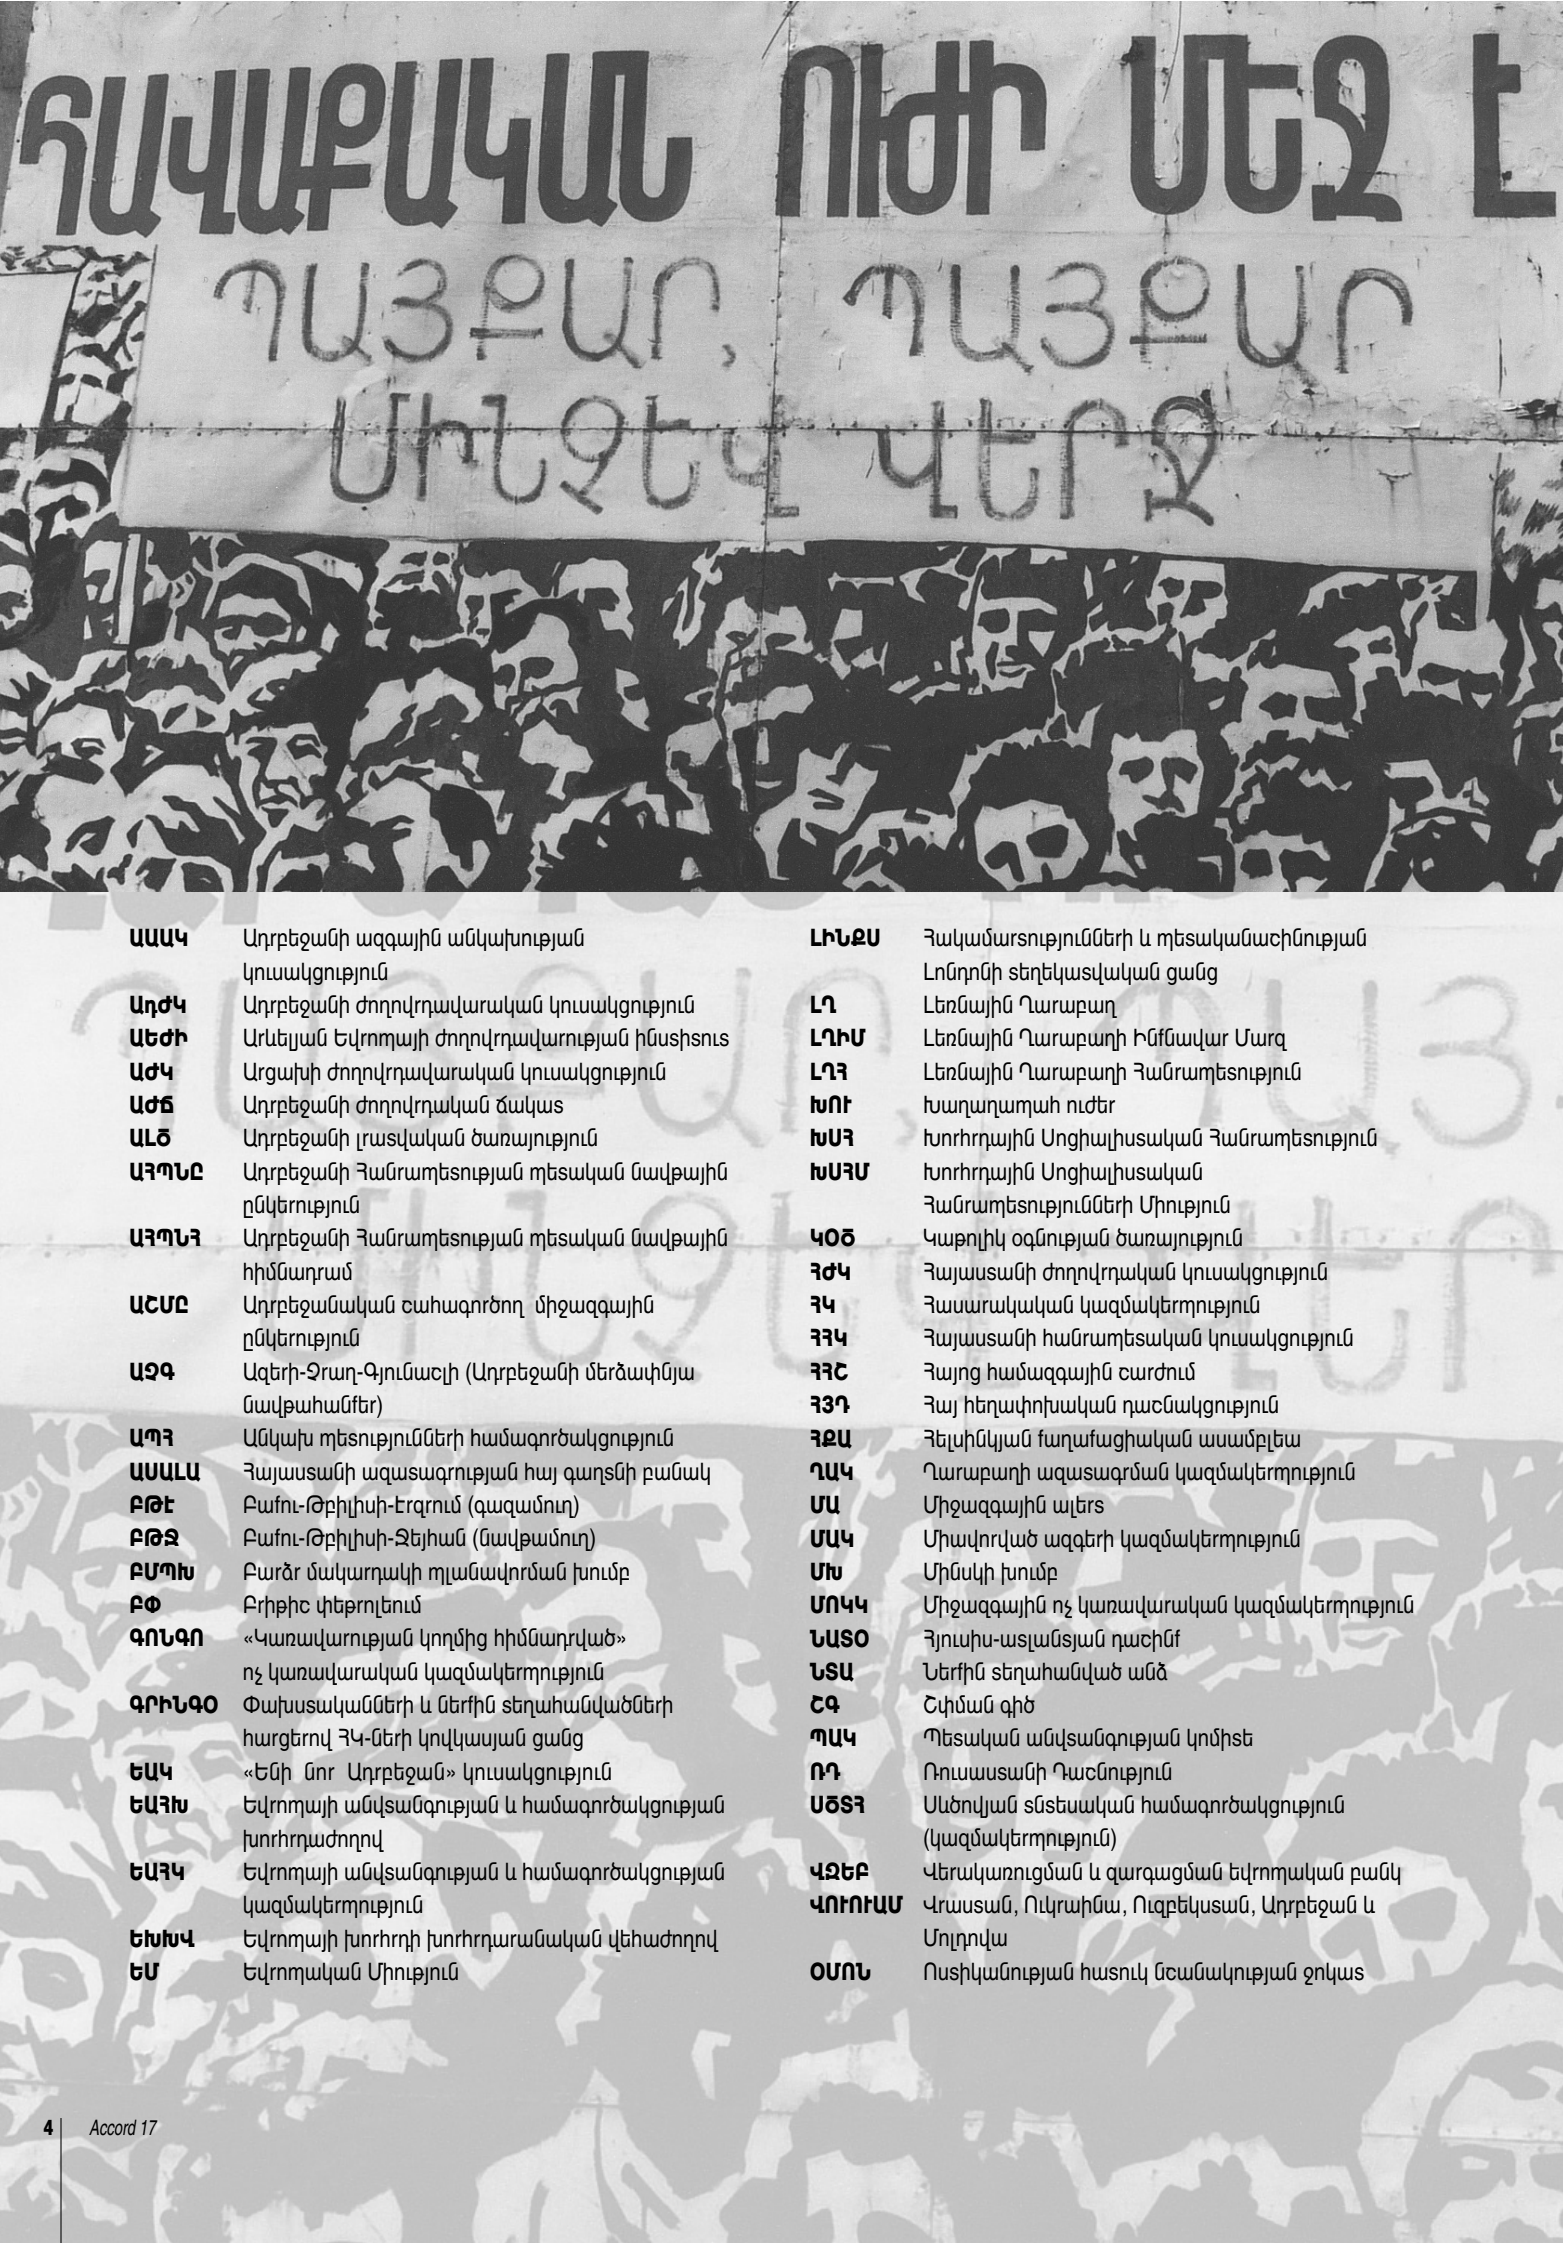 ՀԱՎԱՔԱԿԱՆ ՈՒԺԻ ՄԵՋ Է
ՊԱՅՔԱՐ, ՊԱՅՔԱՐ
ՄԻՆՉԵՎ ՎԵՐՋ
ԱԱԱԿ Ադրբեջանի ազգային անկախության
կուսակցություն
ԱդԺԿ Ադրբեջանի ժողովրդավարական կուսակցություն
ԱԵԺԻ Արևելյան Եվրոպայի ժողովրդավարության ինստիտուտ
ԱԺԿ Արցախի ժողովրդավարական կուսակցություն
ԱԺՃ Ադրբեջանի ժողովրդական ճակատ
ԱԼԾ Ադրբեջանի լրատվական ծառայություն
ԱՀՊՆԸ Ադրբեջանի Հանրապետության պետական նավթային
ընկերություն
ԱՀՊՆՀ Ադրբեջանի Հանրապետության պետական նավթային
հիմնադրամ
ԱՇՄԸ Ադրբեջանական շահագործող միջազգային
ընկերություն
ԱՉԳ Ազերի-Չրաղ-Գյունաշլի (Ադրբեջանի մերձափնյա
նավթահանքեր)
ԱՊՀ Անկախ պետությունների համագործակցություն
ԱՍԱԼԱ Հայաստանի ազատագրության հայ գաղտնի բանակ
ԲԹԷ Բաքու-Թբիլիսի-Էրզրում (գազամուղ)
ԲԹՋ Բաքու-Թբիլիսի-Ջեյհան (նավթամուղ)
ԲՄՊԽ Բարձր մակարդակի պլանավորման խումբ
ԲՓ Բրիթիշ փեթրոլեում
ԳՈՆԳՈ «Կառավարության կողմից հիմնադրված»
ոչ կառավարական կազմակերպություն
ԳՐԻՆԳՕ Փախստականների և ներքին տեղահանվածների
հարցերով ՀԿ-ների կովկասյան ցանց
ԵԱԿ «Ենի նոր Ադրբեջան» կուսակցություն
ԵԱՀԽ Եվրոպայի անվտանգության և համագործակցության
խորհրդաժողով
ԵԱՀԿ Եվրոպայի անվտանգության և համագործակցության
կազմակերպություն
ԵԽԽՎ Եվրոպայի խորհրդի խորհրդարանական վեհաժողով
ԵՄ Եվրոպական Միություն
ԼԻՆՔՍ Հակամարտությունների և պետականաշինության
Լոնդոնի տեղեկատվական ցանց
ԼՂ Լեռնային Ղարաբաղ
ԼՂԻՄ Լեռնային Ղարաբաղի Ինքնավար Մարզ
ԼՂՀ Լեռնային Ղարաբաղի Հանրապետություն
ԽՈՒ Խաղաղապահ ուժեր
ԽՍՀ Խորհրդային Սոցիալիստական Հանրապետություն
ԽՍՀՄ Խորհրդային Սոցիալիստական
Հանրապետությունների Միություն
ԿՕԾ Կաթոլիկ օգնության ծառայություն
ՀԺԿ Հայաստանի ժողովրդական կուսակցություն
ՀԿ Հասարակական կազմակերպություն
ՀՀԿ Հայաստանի հանրապետական կուսակցություն
ՀՀՇ Հայոց համազգային շարժում
ՀՅԴ Հայ հեղափոխական դաշնակցություն
ՀՔԱ Հելսինկյան քաղաքացիական ասամբլեա
ՂԱԿ Ղարաբաղի ազատագրման կազմակերպություն
ՄԱ Միջազգային ալերտ
ՄԱԿ Միավորված ազգերի կազմակերպություն
ՄԽ Մինսկի խումբ
ՄՈԿԿ Միջազգային ոչ կառավարական կազմակերպություն
ՆԱՏՕ Հյուսիս-ատլանտյան դաշինք
ՆՏԱ Ներքին տեղահանված անձ
ՇԳ Շփման գիծ
ՊԱԿ Պետական անվտանգության կոմիտե
ՌԴ Ռուսաստանի Դաշնություն
ՍԾՏՀ Սևծովյան տնտեսական համագործակցություն
(կազմակերպություն)
ՎԶԵԲ Վերակառուցման և զարգացման եվրոպական բանկ
ՎՈՒՈՒԱՄ Վրաստան, Ուկրաինա, Ուզբեկստան, Ադրբեջան և
Մոլդովա
ՕՄՈՆ Ոստիկանության հատուկ նշանակության ջոկատ
4 Accord 17